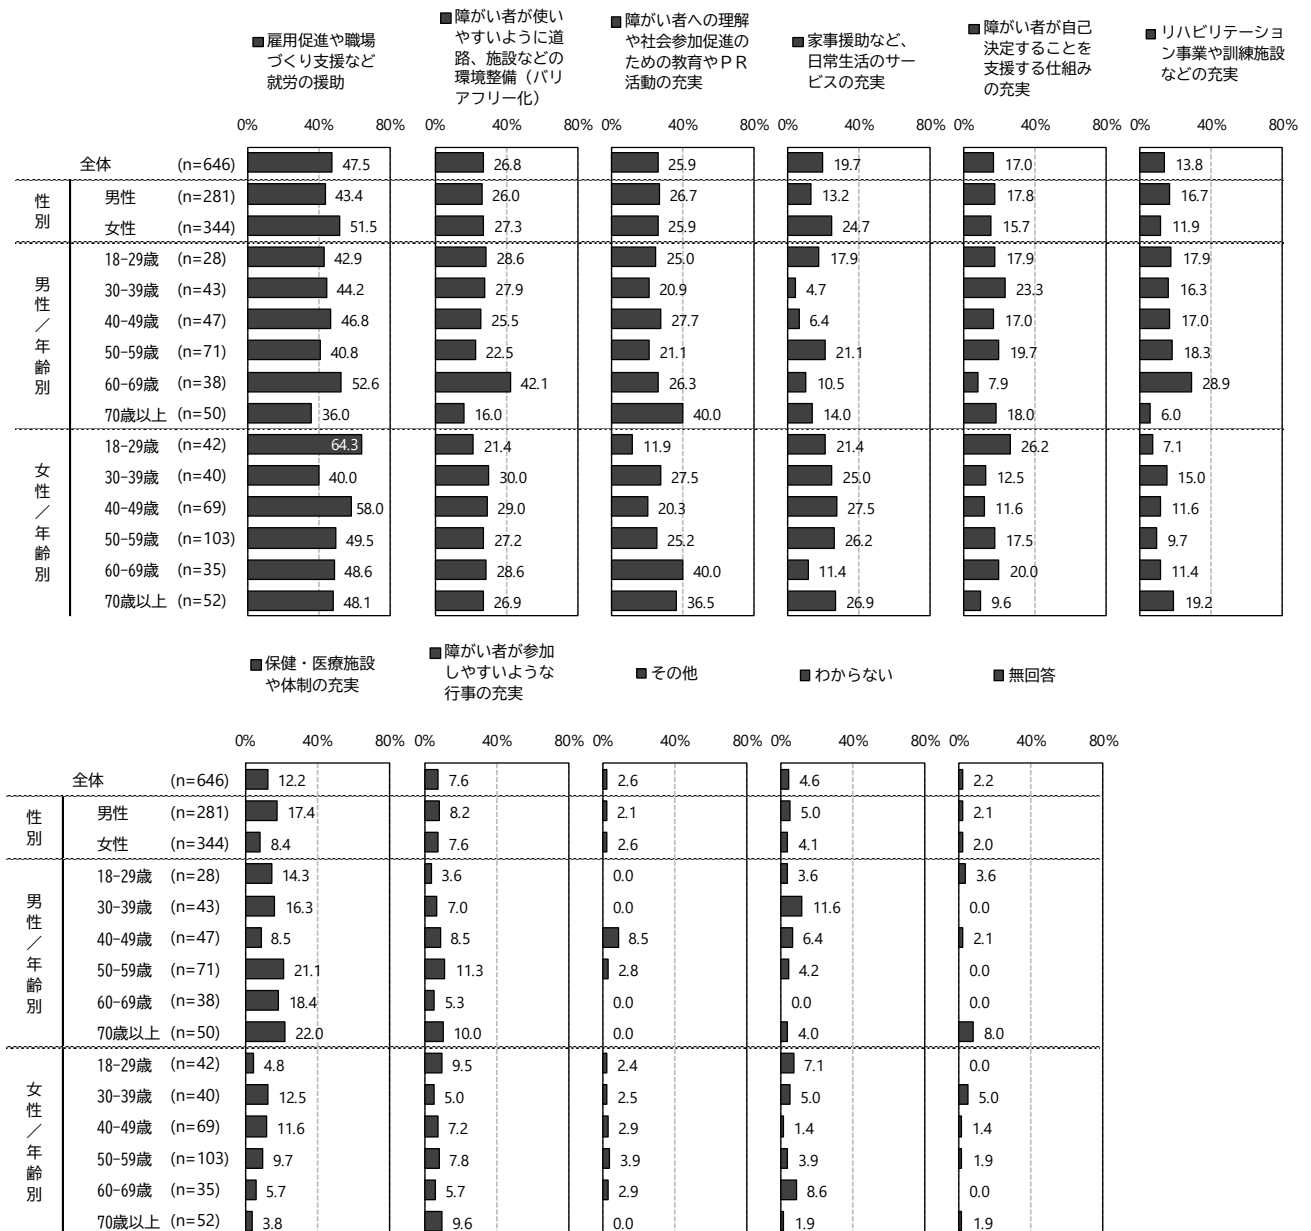 ■雇用促進や職場
づくり支援など
就労の援助
■障がい者が使い
やすいように道
路、施設などの
環境整備（バリ
アフリー化）
■障がい者への理解
や社会参加促進の
ための教育やＰＲ
活動の充実
■家事援助など、
日常生活のサー
ビスの充実
■障がい者が自己
決定することを
支援する仕組み
の充実
■リハビリテーショ
ン事業や訓練施設
などの充実
0% 40% 80% 0% 40% 80% 0% 40% 80% 0% 40% 80% 0% 40% 80% 0% 40% 80%
全体 (n=646) 47.5 26.8 25.9 19.7 17.0 13.8
性別
男性 (n=281) 43.4 26.0 26.7 13.2 17.8 16.7
女性 (n=344) 51.5 27.3 25.9 24.7 15.7 11.9
男性／年齢別
18-29歳 (n=28) 42.9 28.6 25.0 17.9 17.9 17.9
30-39歳 (n=43) 44.2 27.9 20.9 4.7 23.3 16.3
40-49歳 (n=47) 46.8 25.5 27.7 6.4 17.0 17.0
50-59歳 (n=71) 40.8 22.5 21.1 21.1 19.7 18.3
60-69歳 (n=38) 52.6 42.1 26.3 10.5 7.9 28.9
70歳以上 (n=50) 36.0 16.0 40.0 14.0 18.0 6.0
女性／年齢別
18-29歳 (n=42) 64.3 21.4 11.9 21.4 26.2 7.1
30-39歳 (n=40) 40.0 30.0 27.5 25.0 12.5 15.0
40-49歳 (n=69) 58.0 29.0 20.3 27.5 11.6 11.6
50-59歳 (n=103) 49.5 27.2 25.2 26.2 17.5 9.7
60-69歳 (n=35) 48.6 28.6 40.0 11.4 20.0 11.4
70歳以上 (n=52) 48.1 26.9 36.5 26.9 9.6 19.2
■保健・医療施設
や体制の充実
■障がい者が参加
しやすいような
行事の充実
■その他
■わからない
■無回答
0% 40% 80% 0% 40% 80% 0% 40% 80% 0% 40% 80% 0% 40% 80%
全体 (n=646) 12.2 7.6 2.6 4.6 2.2
性別
男性 (n=281) 17.4 8.2 2.1 5.0 2.1
女性 (n=344) 8.4 7.6 2.6 4.1 2.0
男性／年齢別
18-29歳 (n=28) 14.3 3.6 0.0 3.6 3.6
30-39歳 (n=43) 16.3 7.0 0.0 11.6 0.0
40-49歳 (n=47) 8.5 8.5 8.5 6.4 2.1
50-59歳 (n=71) 21.1 11.3 2.8 4.2 0.0
60-69歳 (n=38) 18.4 5.3 0.0 0.0 0.0
70歳以上 (n=50) 22.0 10.0 0.0 4.0 8.0
女性／年齢別
18-29歳 (n=42) 4.8 9.5 2.4 7.1 0.0
30-39歳 (n=40) 12.5 5.0 2.5 5.0 5.0
40-49歳 (n=69) 11.6 7.2 2.9 1.4 1.4
50-59歳 (n=103) 9.7 7.8 3.9 3.9 1.9
60-69歳 (n=35) 5.7 5.7 2.9 8.6 0.0
70歳以上 (n=52) 3.8 9.6 0.0 1.9 1.9